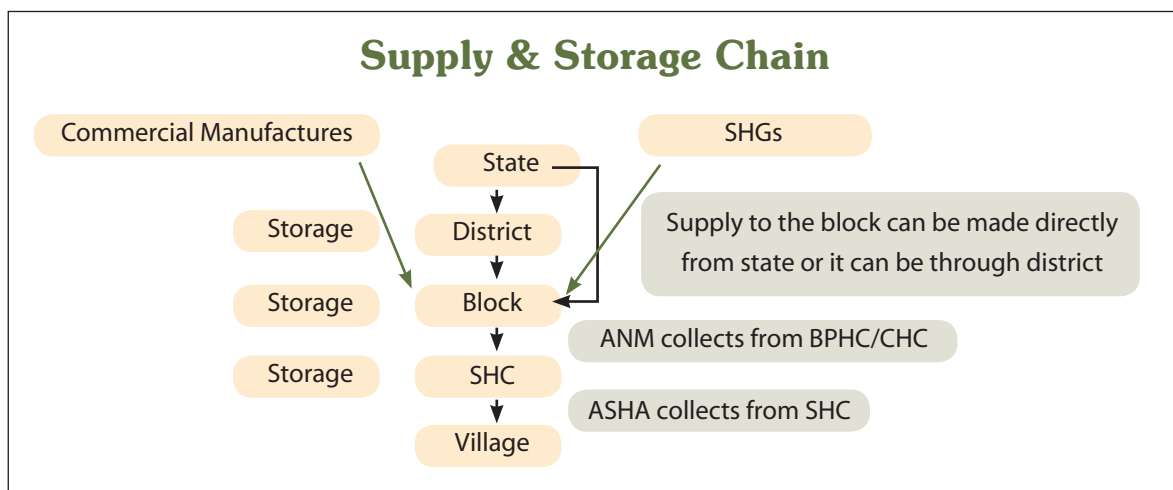 Supply & Storage Chain
Commercial Manufactures
SHGs
State
Storage
District
Supply to the block can be made directly
from state or it can be through district
Storage
Block
ANM collects from BPHC/CHC
Storage
SHC
ASHA collects from SHC
Village